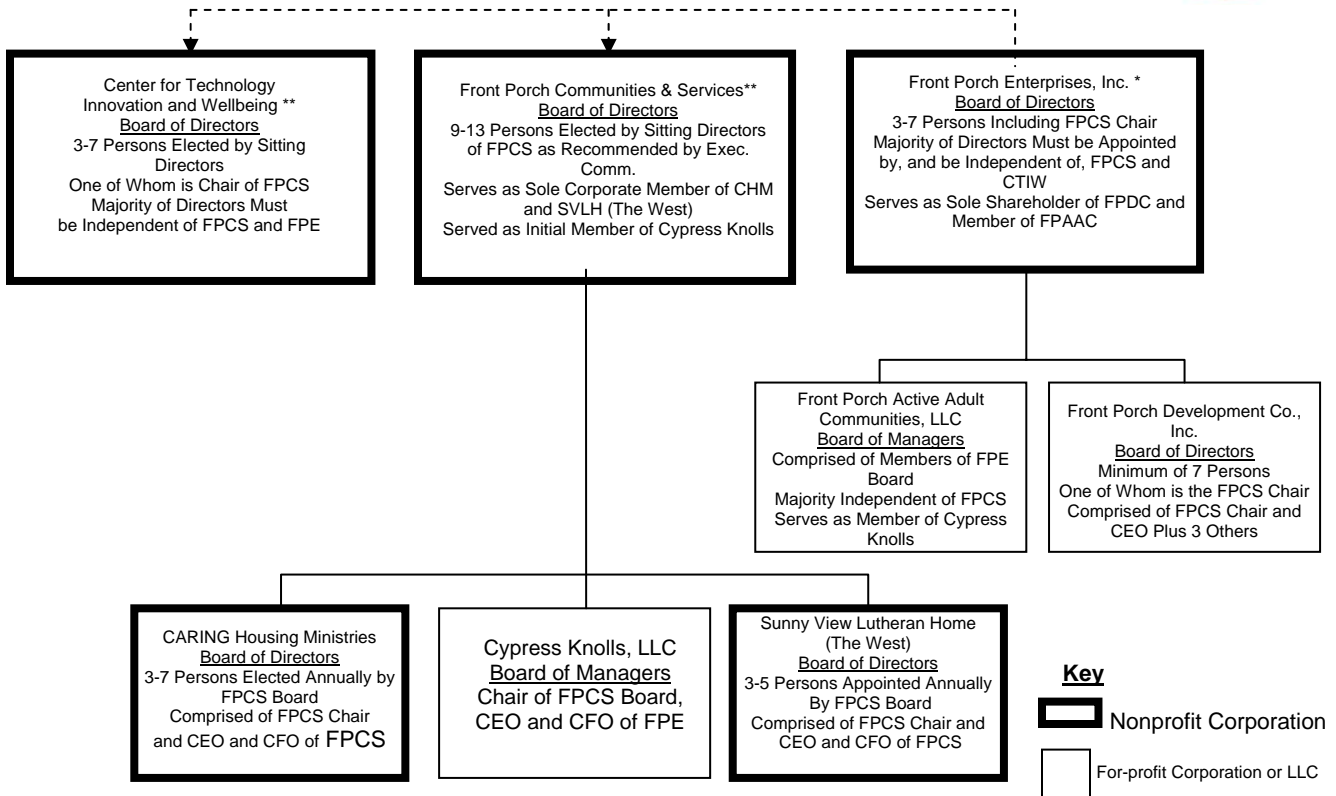 Center for Technology
Innovation and Wellbeing **
Board of Directors
3-7 Persons Elected by Sitting
Directors
One of Whom is Chair of FPCS
Majority of Directors Must
be Independent of FPCS and FPE
Front Porch Communities & Services**
Board of Directors
9-13 Persons Elected by Sitting Directors
of FPCS as Recommended by Exec.
Comm.
Serves as Sole Corporate Member of CHM
and SVLH (The West)
Served as Initial Member of Cypress Knolls
Front Porch Enterprises, Inc. *
Board of Directors
3-7 Persons Including FPCS Chair
Majority of Directors Must be Appointed
by, and be Independent of, FPCS and
CTIW
Serves as Sole Shareholder of FPDC and
Member of FPAAC
Front Porch Active Adult
Communities, LLC
Board of Managers
Comprised of Members of FPE
Board
Majority Independent of FPCS
Serves as Member of Cypress
Knolls
Front Porch Development Co.,
Inc.
Board of Directors
Minimum of 7 Persons
One of Whom is the FPCS Chair
Comprised of FPCS Chair and
CEO Plus 3 Others
CARING Housing Ministries
Board of Directors
3-7 Persons Elected Annually by
FPCS Board
Comprised of FPCS Chair
and CEO and CFO of FPCS
Cypress Knolls, LLC
Board of Managers
Chair of FPCS Board,
CEO and CFO of FPE
Sunny View Lutheran Home
(The West)
Board of Directors
3-5 Persons Appointed Annually
By FPCS Board
Comprised of FPCS Chair and
CEO and CFO of FPCS
Key
Nonprofit Corporation
For-profit Corporation or LLC